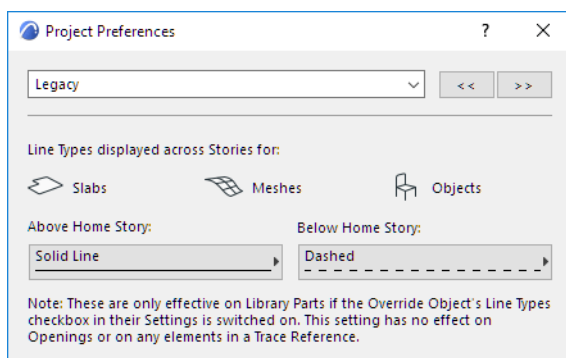 Project Preferences
?
Legacy
<< >>
Line Types displayed across Stories for:
Slabs Meshes Objects
Above Home Story: Below Home Story:
Solid Line Dashed
Note: These are only effective on Library Parts if the Override Object's Line Types
checkbox in their Settings is switched on. This setting has no effect on
Openings or on any elements in a Trace Reference.